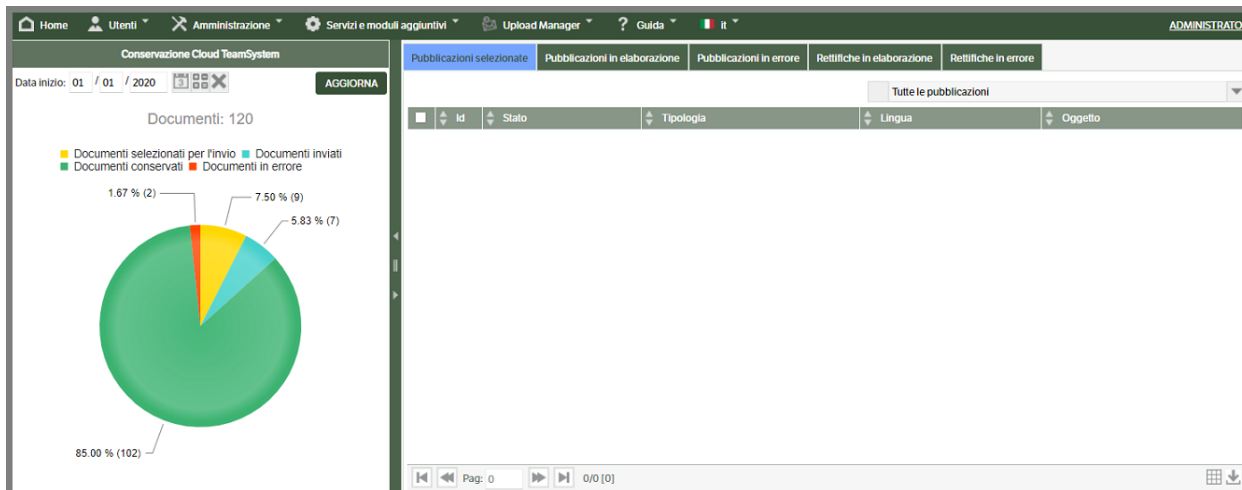 Home Utenti Amministrazione Servizi e moduli aggiuntivi Upload Manager ? Guida it ADMINISTRATO
Conservazione Cloud TeamSystem
Data inizio: 01 / 01 / 2020 3 AGGIORNA
Documenti: 120
Documenti selezionati per l'invio Documenti inviati
Documenti conservati Documenti in errore
1.67 % (2)
7.50 % (9)
5.83 % (7)
85.00 % (102)
Pubblicazioni selezionate Pubblicazioni in elaborazione Pubblicazioni in errore Rettifiche in elaborazione Rettifiche in errore
Tutte le pubblicazioni
Id Stato Tipologia Lingua Oggetto
Pag: 0 0/0 [0]